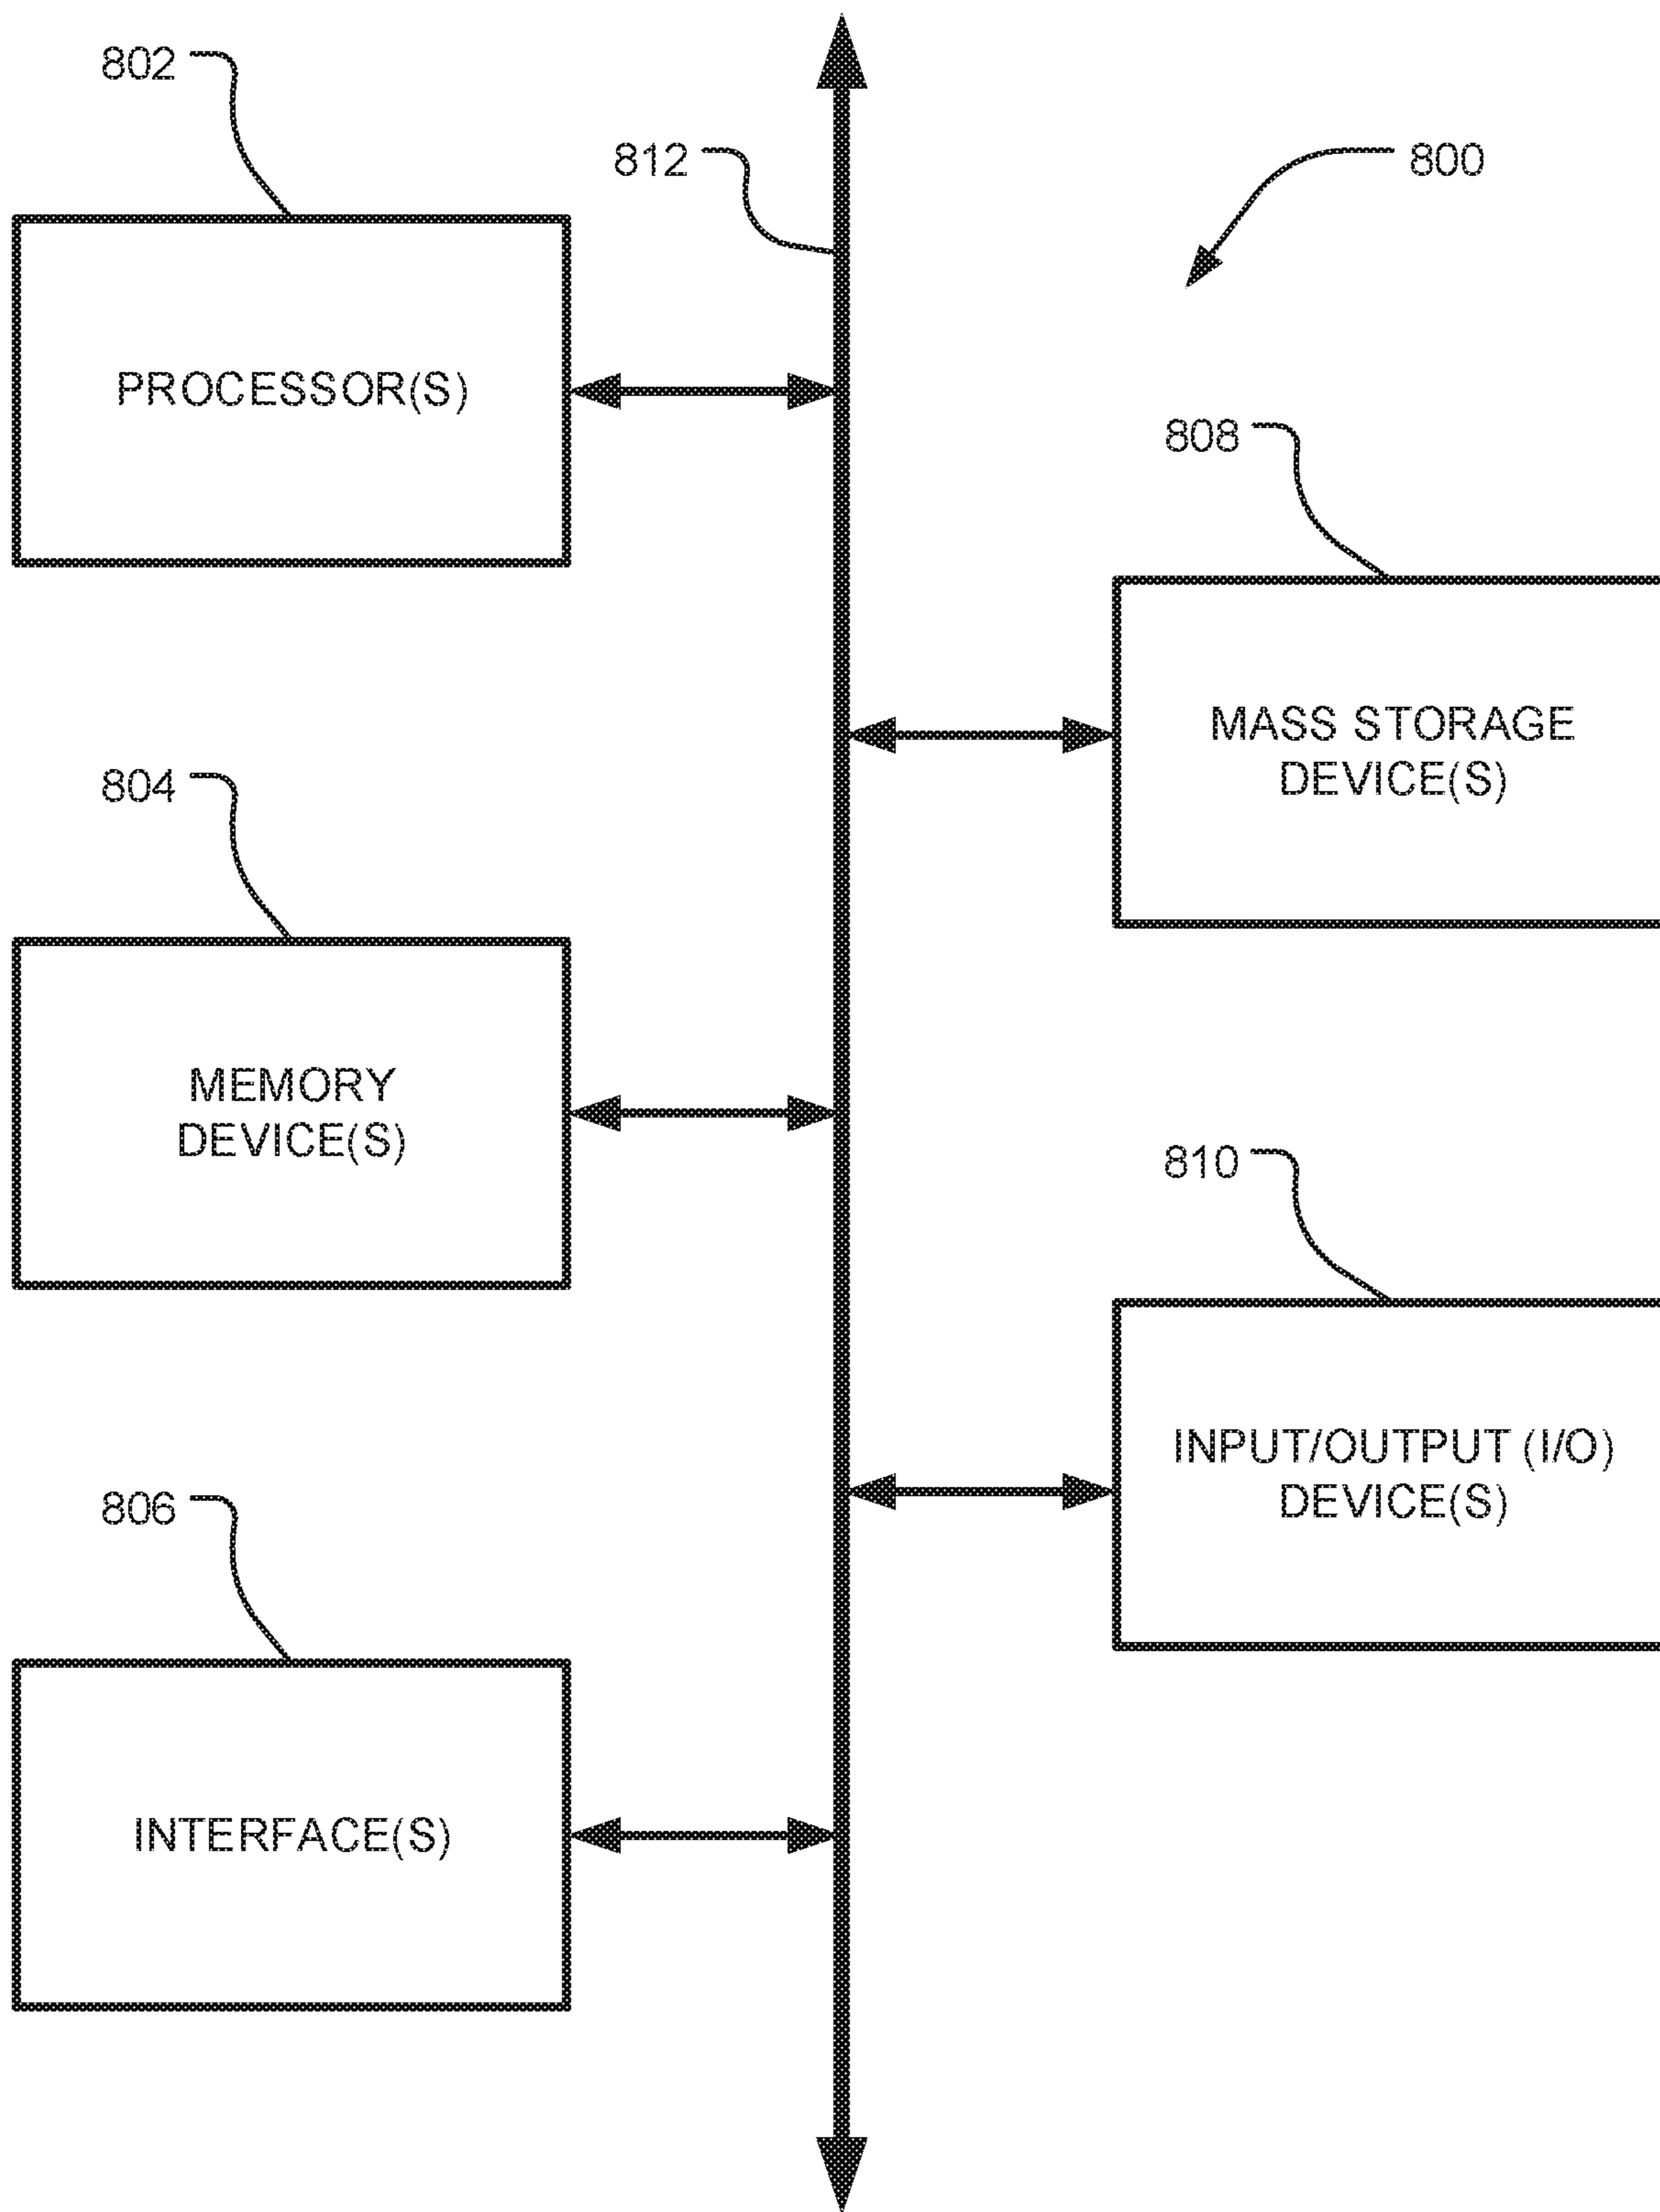 802
812
800
PROCESSOR(S)
808
MASS STORAGE
DEVICE(S)
804
MEMORY
DEVICE(S)
810
INPUT/OUTPUT (I/O)
DEVICE(S)
806
INTERFACE(S)